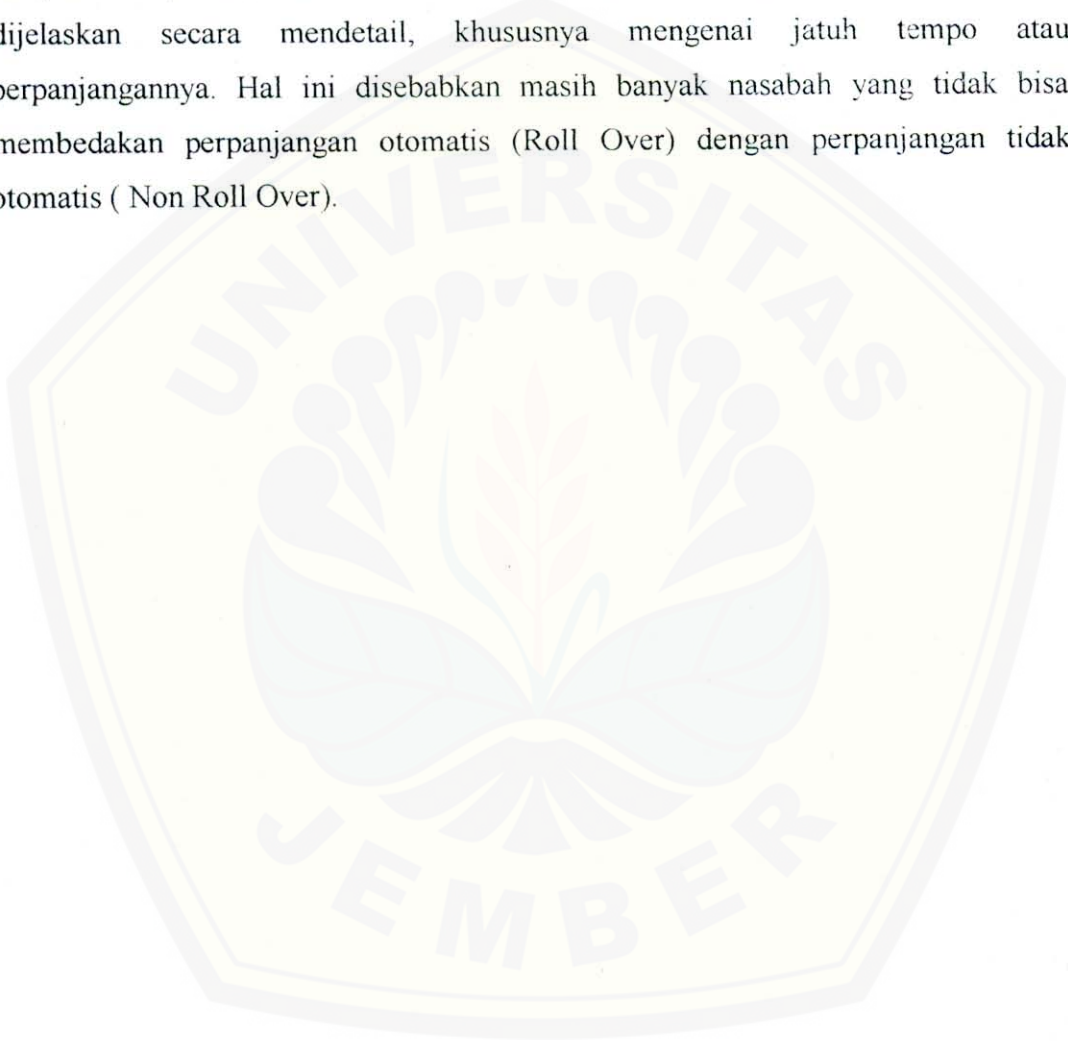 dijelaskan secara mendetail, khususnya mengenai jatuh tempo atau
perpanjangannya. Hal ini disebabkan masih banyak nasabah yang tidak bisa
membedakan perpanjangan otomatis (Roll Over) dengan perpanjangan tidak
otomatis ( Non Roll Over).
UNIVERSITAS
JEMBER